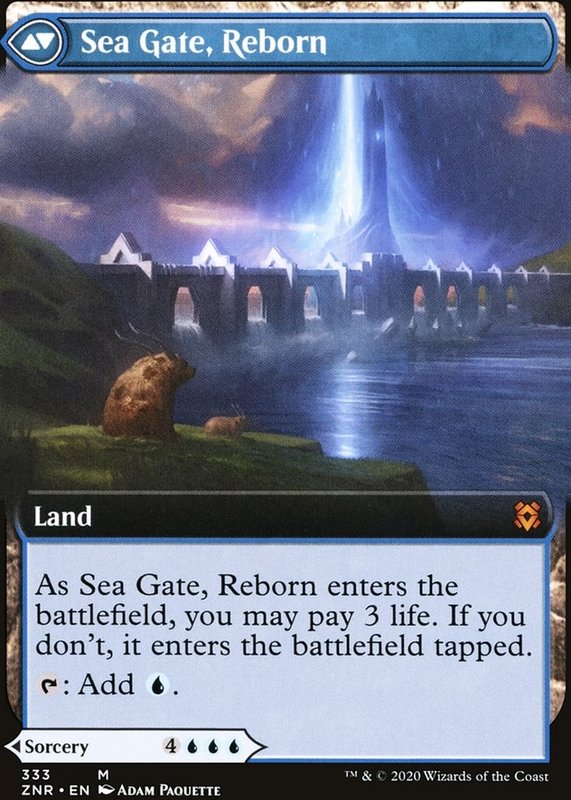 Sea Gate, Reborn
Land
As Sea Gate, Reborn enters the
battlefield, you may pay 3 life. If you
don't, it enters the battlefield tapped.
: Add .
Sorcery 4
333 M
ZNR • EN Adam Paquette
™ & © 2020 Wizards of the Coast